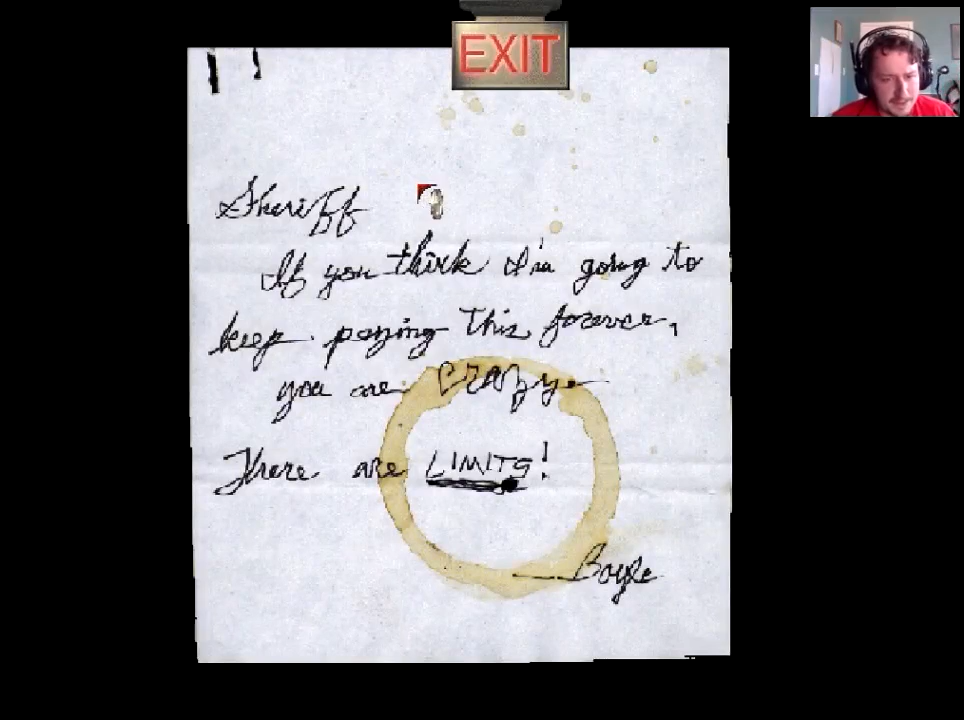 EXIT
Sheriff
If you think I'm going to
keep paying this forever,
you are CRAZY.
There are LIMITS!
—Boyle